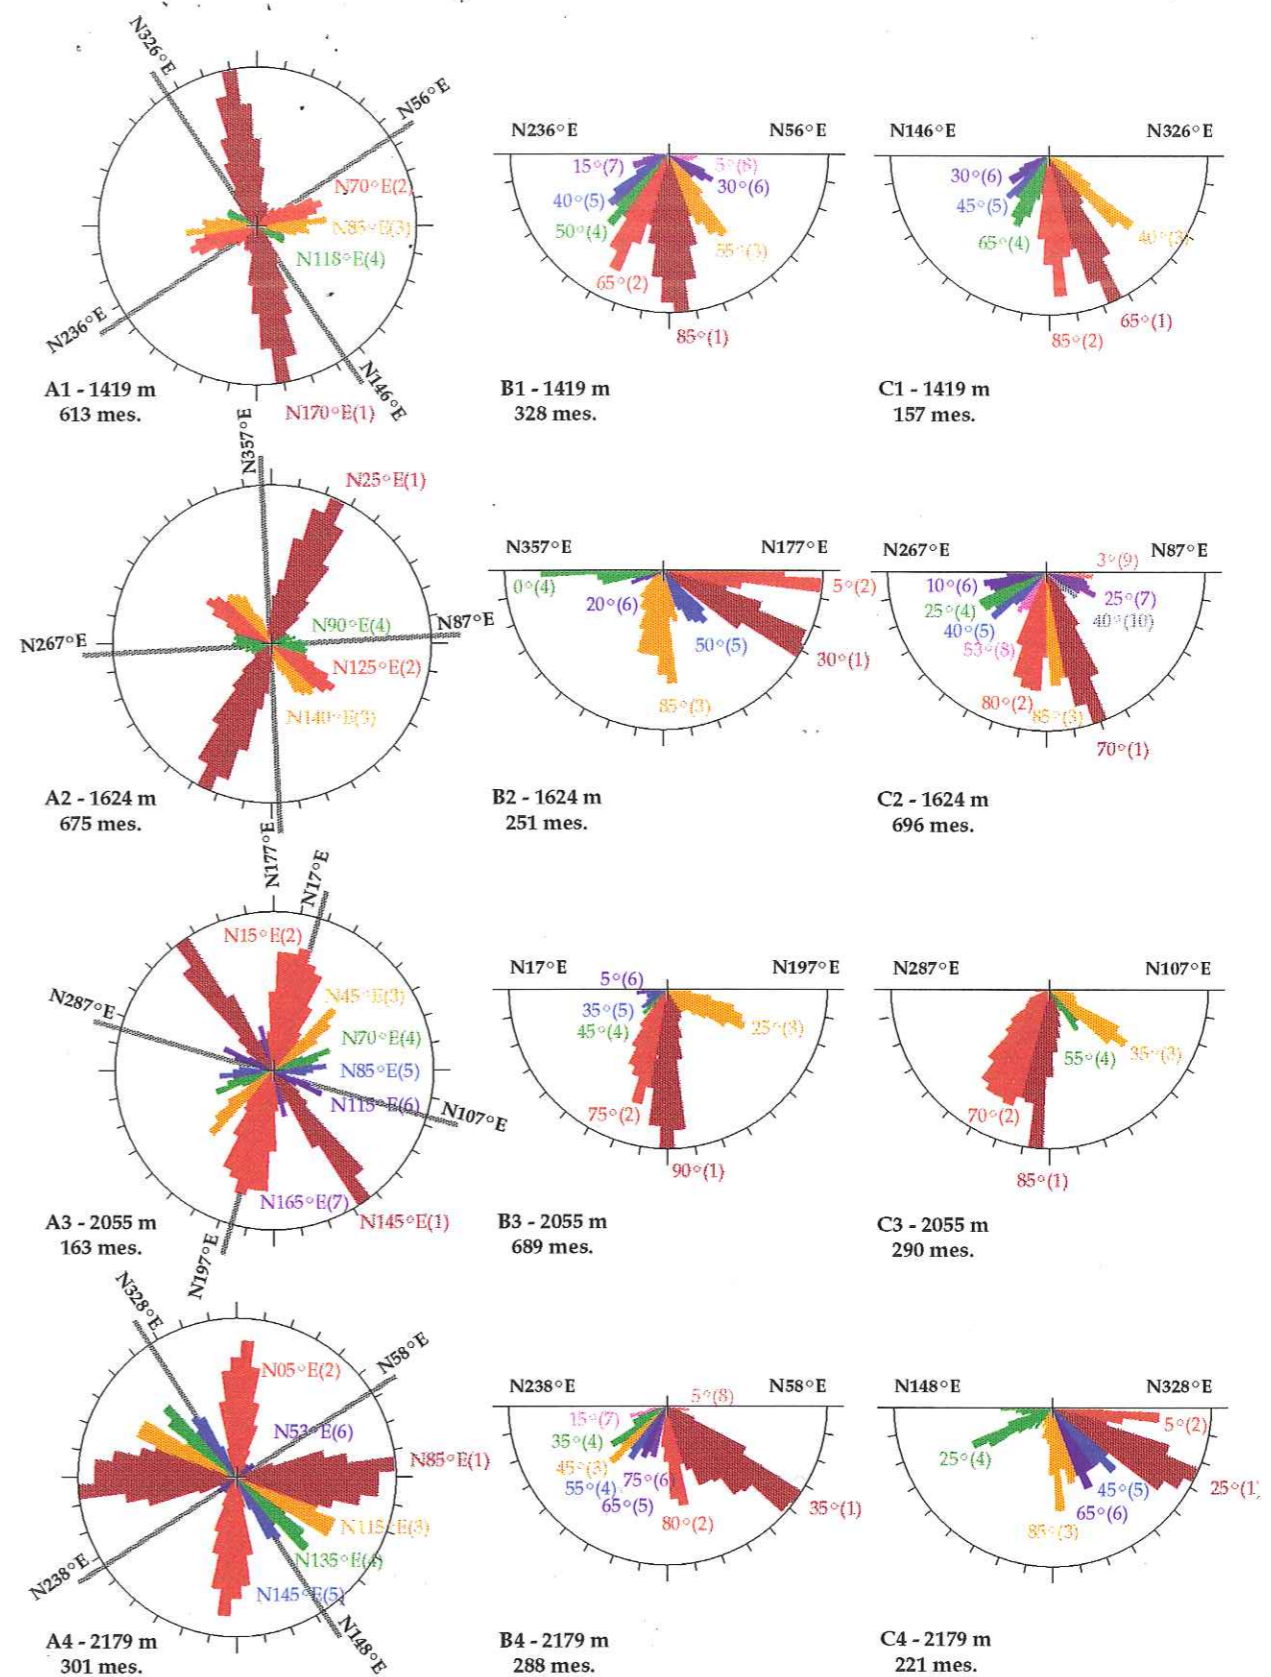 N326°E
N56°E
N70°E(2)
N85°E(3)
N118°E(4)
N236°E
N146°E
N170°E(1)
A1 - 1419 m
613 mes.
N236°E
N56°E
15°(7)
5°(8)
30°(6)
40°(5)
50°(4)
55°(3)
65°(2)
85°(1)
B1 - 1419 m
328 mes.
N146°E
N326°E
30°(6)
45°(5)
65°(4)
40°(3)
65°(1)
85°(2)
C1 - 1419 m
157 mes.
N357°E
N25°E(1)
N90°E(4)
N87°E
N267°E
N125°E(2)
N140°E(3)
N177°E
A2 - 1624 m
675 mes.
N357°E
N177°E
0°(4)
5°(2)
20°(6)
50°(5)
30°(1)
85°(3)
B2 - 1624 m
251 mes.
N267°E
N87°E
3°(9)
10°(6)
25°(7)
25°(4)
40°(10)
40°(5)
53°(8)
80°(2)
85°(3)
70°(1)
C2 - 1624 m
696 mes.
N17°E
N15°E(2)
N45°E(3)
N287°E
N70°E(4)
N85°E(5)
N115°E(6)
N107°E
N165°E(7)
N145°E(1)
N197°E
A3 - 2055 m
163 mes.
N17°E
N197°E
5°(6)
35°(5)
45°(4)
25°(3)
75°(2)
90°(1)
B3 - 2055 m
689 mes.
N287°E
N107°E
55°(4)
35°(3)
70°(2)
85°(1)
C3 - 2055 m
290 mes.
N328°E
N58°E
N05°E(2)
N53°E(6)
N85°E(1)
N115°E(3)
N135°E(4)
N145°E(5)
N238°E
N148°E
A4 - 2179 m
301 mes.
N238°E
N58°E
5°(8)
15°(7)
35°(4)
45°(3)
55°(4)
75°(6)
65°(5)
80°(2)
35°(1)
B4 - 2179 m
288 mes.
N148°E
N328°E
5°(2)
25°(4)
45°(5)
25°(1
65°(6)
85°(3)
C4 - 2179 m
221 mes.